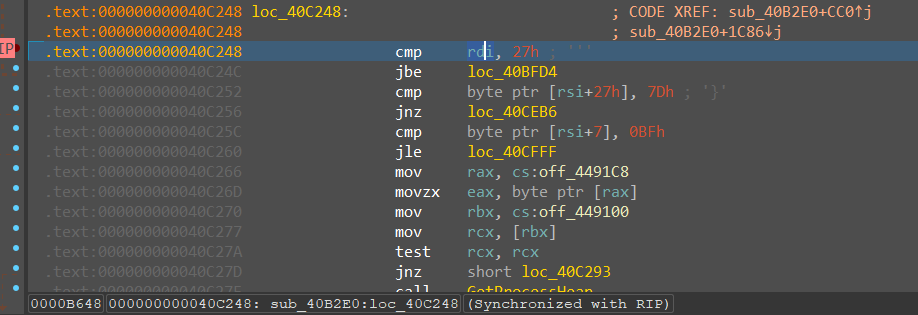 .text:000000000040C248 loc_40C248: ; CODE XREF: sub_40B2E0+CC0↑j
.text:000000000040C248 ; sub_40B2E0+1C86↓j
IP .text:000000000040C248 cmp rdi, 27h ; '''
.text:000000000040C24C jbe loc_40BFD4
.text:000000000040C252 cmp byte ptr [rsi+27h], 7Dh ; '}'
.text:000000000040C256 jnz loc_40CEB6
.text:000000000040C25C cmp byte ptr [rsi+7], 0BFh
.text:000000000040C260 jle loc_40CFFF
.text:000000000040C266 mov rax, cs:off_4491C8
.text:000000000040C26D movzx eax, byte ptr [rax]
.text:000000000040C270 mov rbx, cs:off_449100
.text:000000000040C277 mov rcx, [rbx]
.text:000000000040C27A test rcx, rcx
.text:000000000040C27D jnz short loc_40C293
.text:000000000040C27F call GetProcessHeap
0000B648 000000000040C248: sub_40B2E0:loc_40C248 (Synchronized with RIP)